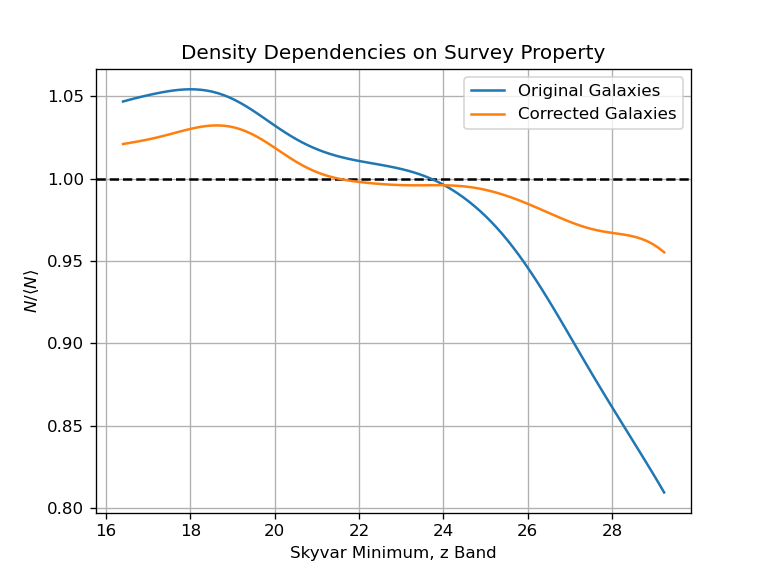 Density Dependencies on Survey Property
Original Galaxies
Corrected Galaxies
1.05
1.00
0.95
0.90
0.85
0.80
N/⟨N⟩
16 18 20 22 24 26 28
Skyvar Minimum, z Band